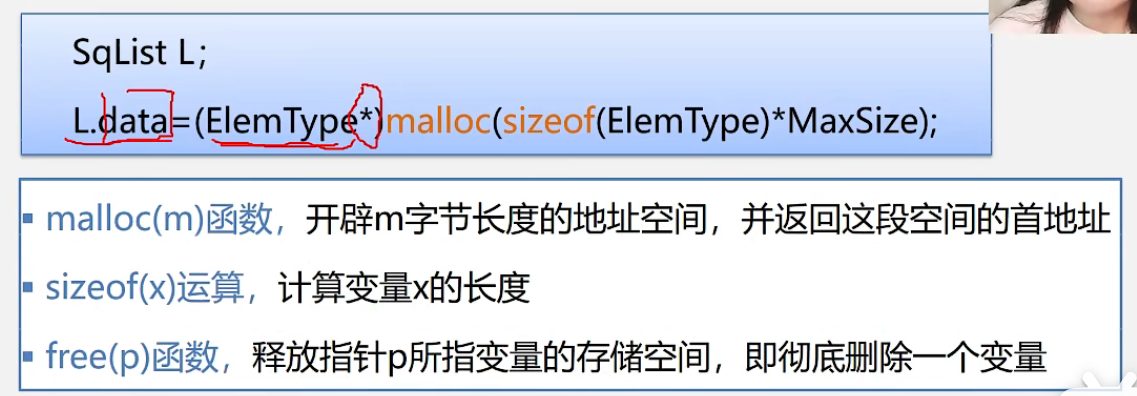 SqList L;
L.data=(ElemType*)malloc(sizeof(ElemType)*MaxSize);
▪ malloc(m)函数，开辟m字节长度的地址空间，并返回这段空间的首地址
▪ sizeof(x)运算，计算变量x的长度
▪ free(p)函数，释放指针p所指变量的存储空间，即彻底删除一个变量